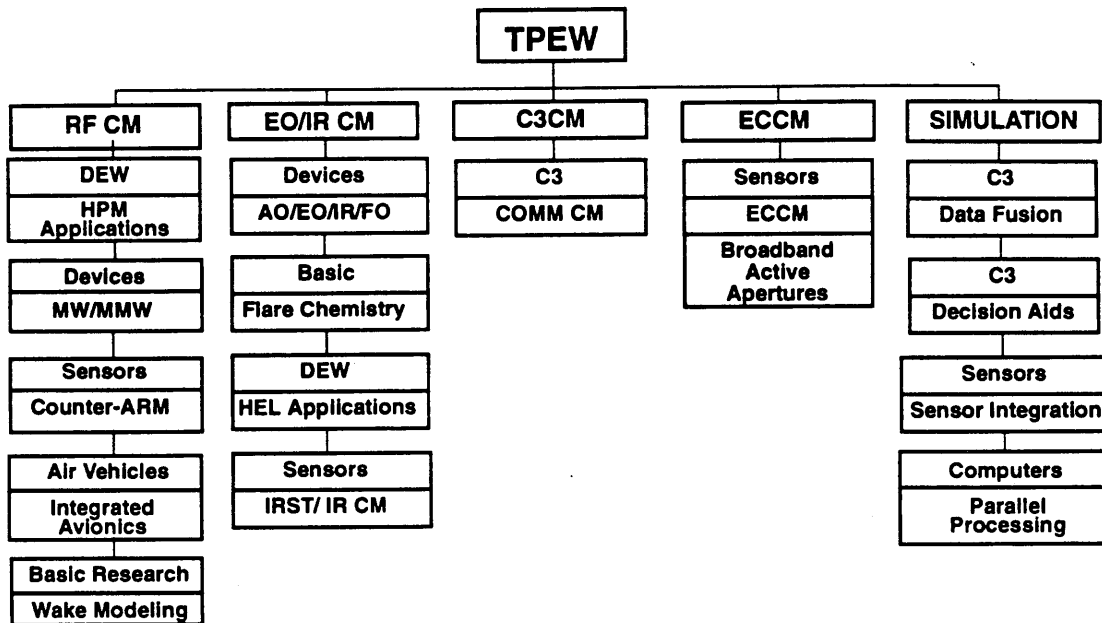 TPEW
RF CM
DEW
HPM
Applications
Devices
MW/MMW
Sensors
Counter-ARM
Air Vehicles
Integrated
Avionics
Basic Research
Wake Modeling
EO/IR CM
Devices
AO/EO/IR/FO
Basic
Flare Chemistry
DEW
HEL Applications
Sensors
IRST/ IR CM
C3CM
C3
COMM CM
ECCM
Sensors
ECCM
Broadband
Active
Apertures
SIMULATION
C3
Data Fusion
C3
Decision Aids
Sensors
Sensor Integration
Computers
Parallel
Processing